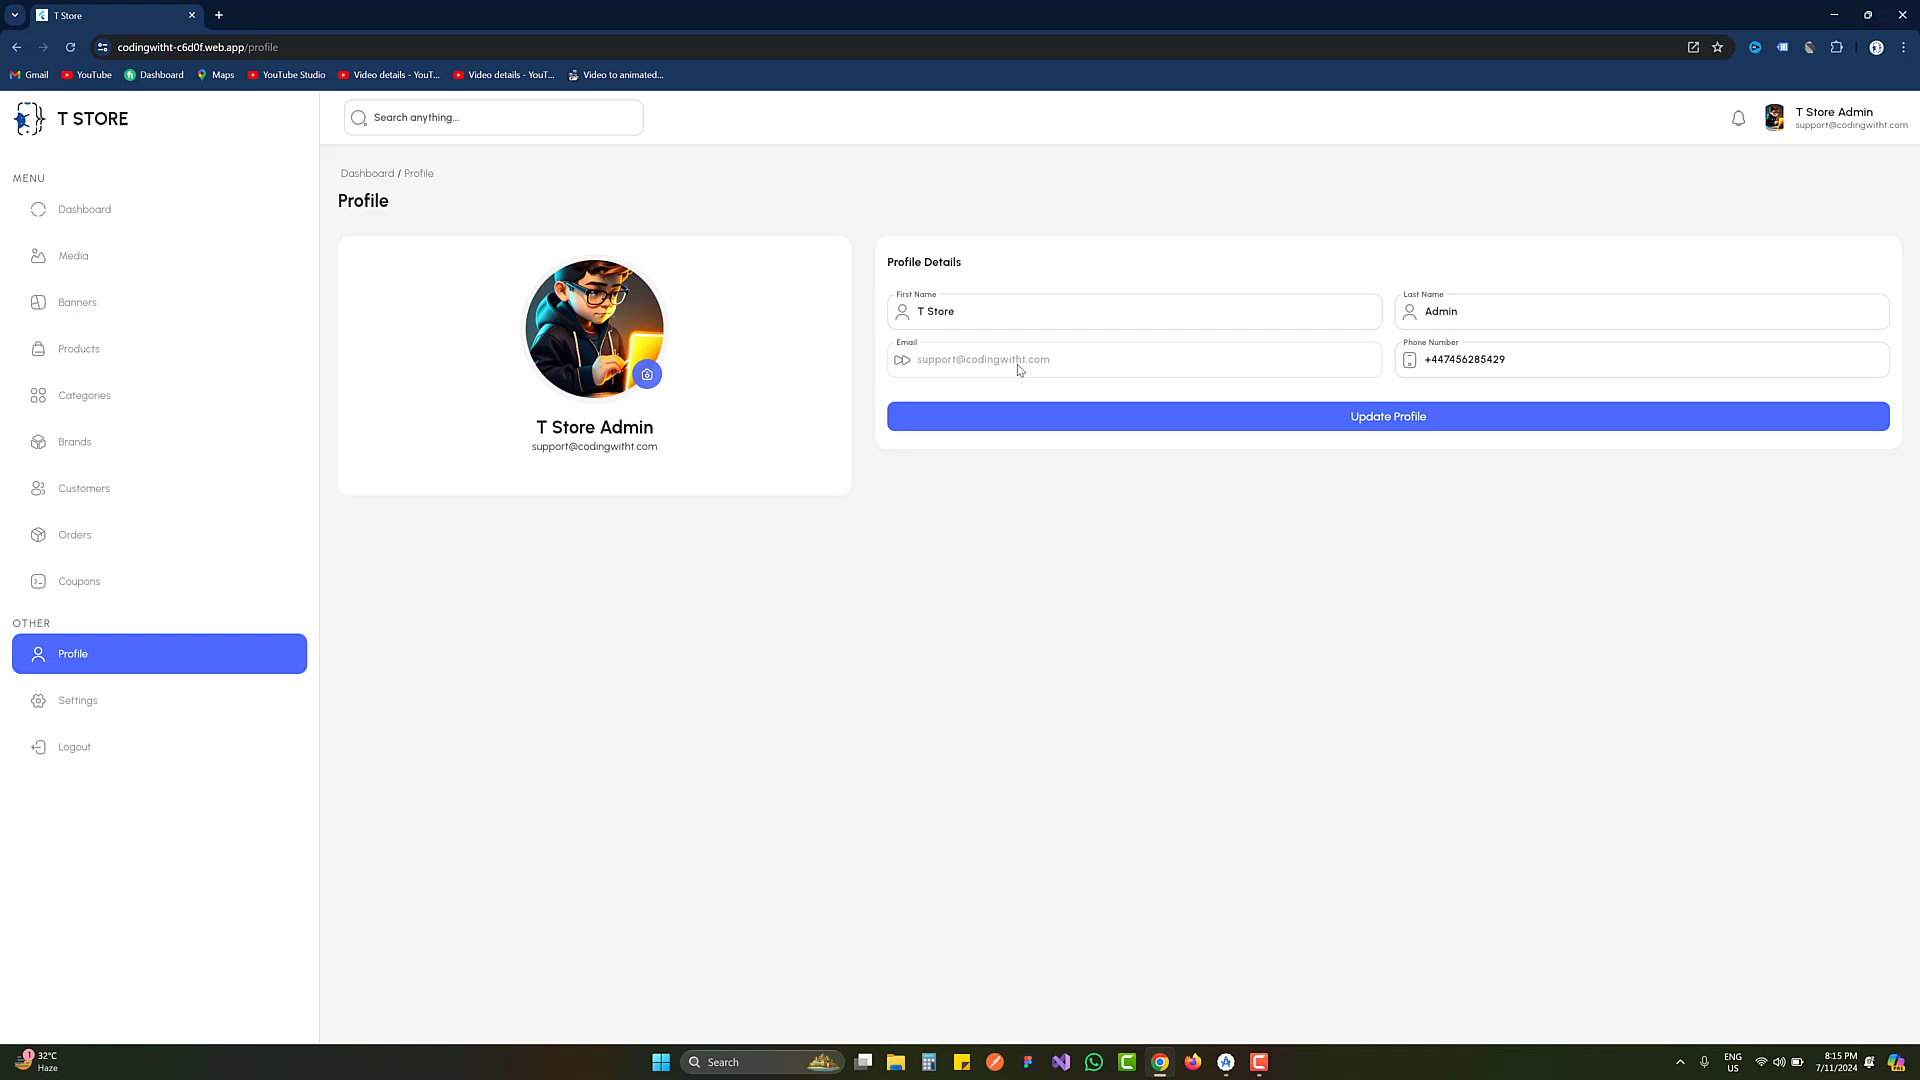 T Store
codingwitht-c6d0f.web.app/profile
Gmail
YouTube
Dashboard
Maps
YouTube Studio
Video details - YouT...
Video details - YouT...
Video to animated...
T STORE
Search anything...
T Store Admin
support@codingwitht.com
MENU
Dashboard
Media
Banners
Products
Categories
Brands
Customers
Orders
Coupons
OTHER
Profile
Settings
Logout
Dashboard / Profile
Profile
T Store Admin
support@codingwitht.com
Profile Details
First Name
T Store
Last Name
Admin
Email
support@codingwitht.com
Phone Number
+447456285429
Update Profile
1
32°C
Haze
Search
ENG
US
8:15 PM
7/11/2024